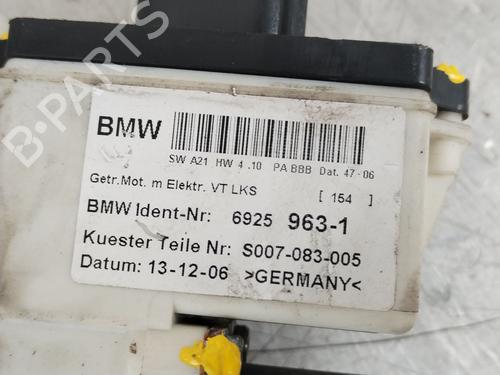 BMW
SW A21 HW 4 .10 PA BBB Dat. 47-06
Getr.Mot. m Elektr. VT LKS [ 154 ]
BMW Ident-Nr: 6925 963-1
Kuester Teile Nr: S007-083-005
Datum: 13-12-06 >GERMANY<
B-PARTS